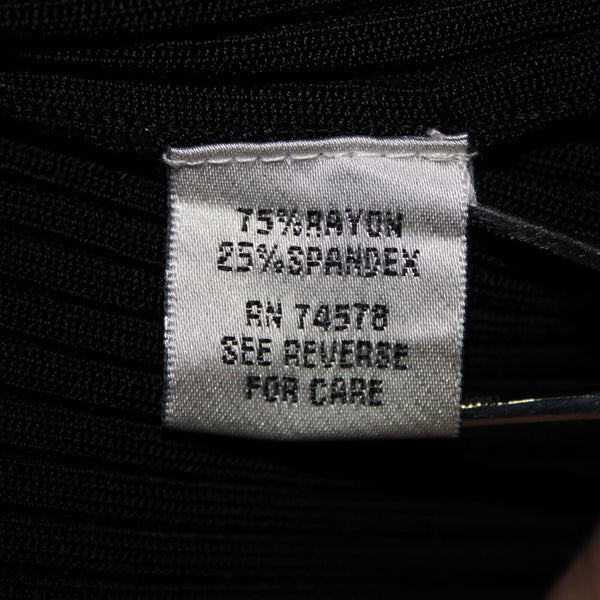 75%RAYON
25%SPANDEX
RN 74578
SEE REVERSE
FOR CARE